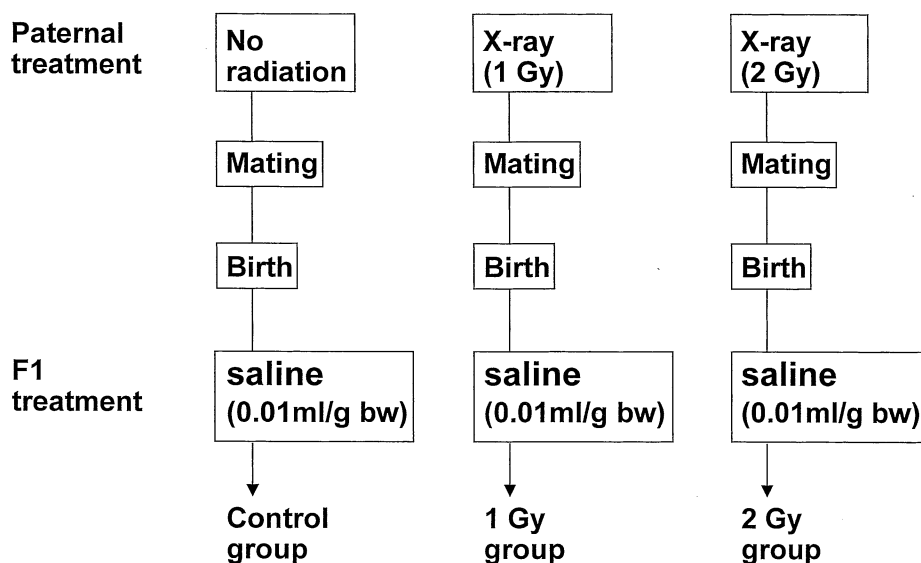 Paternal
treatment
No
radiation
X-ray
(1 Gy)
X-ray
(2 Gy)
Mating
Mating
Mating
Birth
Birth
Birth
F1
treatment
saline
(0.01ml/g bw)
saline
(0.01ml/g bw)
saline
(0.01ml/g bw)
Control
group
1 Gy
group
2 Gy
group